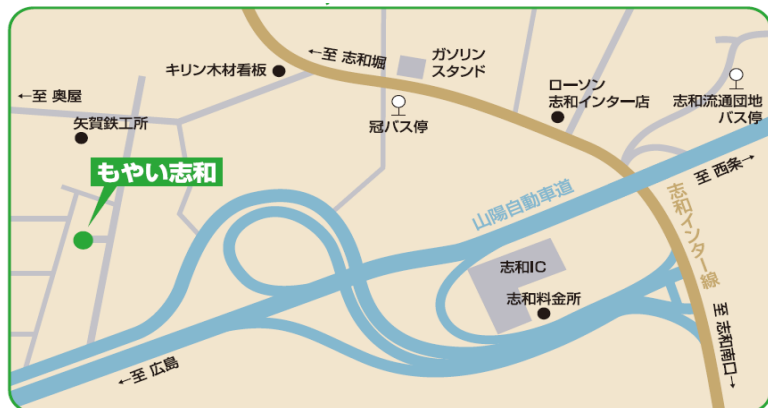 ←至 志和堀
ガソリン
スタンド
キリン木材看板
←至 奥屋
矢賀鉄工所
冠バス停
ローソン
志和インター店
志和流通団地
バス停
もやい志和
至 西条→
山陽自動車道
志和インター線
志和IC
志和料金所
至 志和南口→
←至 広島